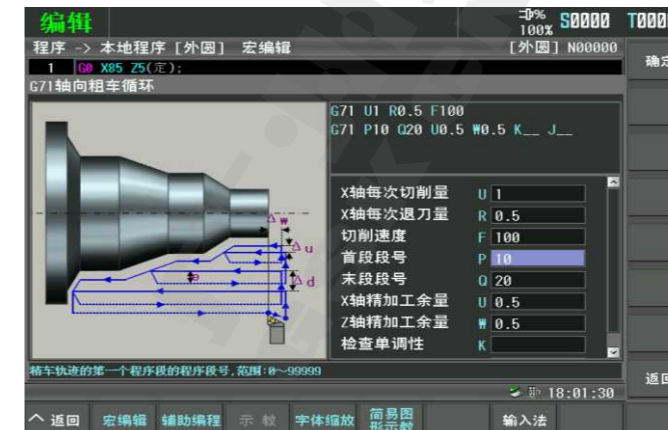 编辑
100% S0000 T000
程序 -> 本地程序 [外圆] 宏编辑 [外圆] N00000
确定
1 G0 X85 Z5(定);
G71轴向粗车循环
G71 U1 R0.5 F100
G71 P10 Q20 U0.5 W0.5 K__ J__
X轴每次切削量 U 1
X轴每次退刀量 R 0.5
切削速度 F 100
首段段号 P 10
末段段号 Q 20
X轴精加工余量 U 0.5
Z轴精加工余量 W 0.5
检查单调性 K
△ w
△ u
e
△ d
精车轨迹的第一个程序段的程序段号,范围:0~99999
返回
18:01:30
へ 返回 宏编辑 辅助编程 示 教 字体缩放 简易图形示教 输入法